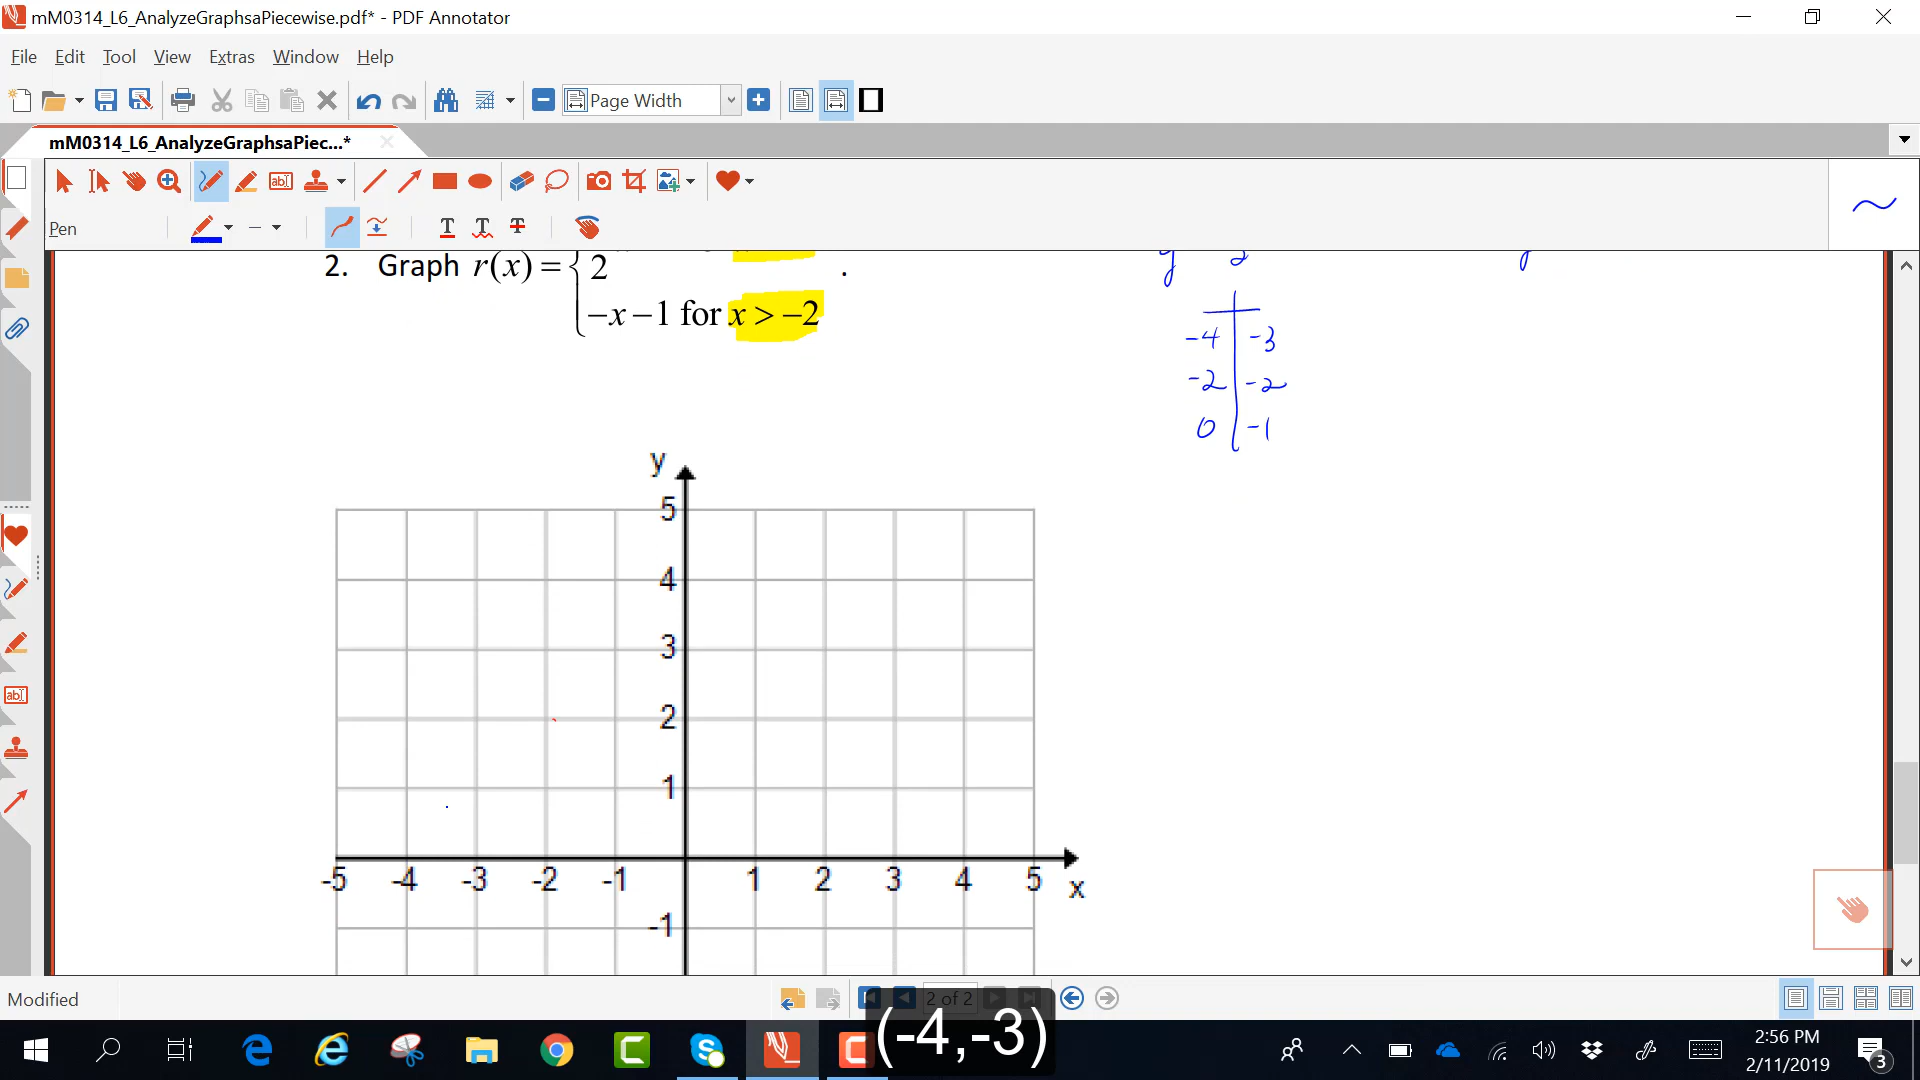 mM0314_L6_AnalyzeGraphsaPiecewise.pdf* - PDF Annotator
File Edit Tool View Extras Window Help
Page Width
mM0314_L6_AnalyzeGraphsaPiec...*
Pen
2. Graph r(x) = { 2 .
-x-1 for x > -2
y 2 y
-4 -3
-2 -2
0 -1
y
5
4
3
2
1
-5 -4 -3 -2 -1 1 2 3 4 5 x
-1
Modified
2 of 2
(-4,-3)
2:56 PM
2/11/2019
3